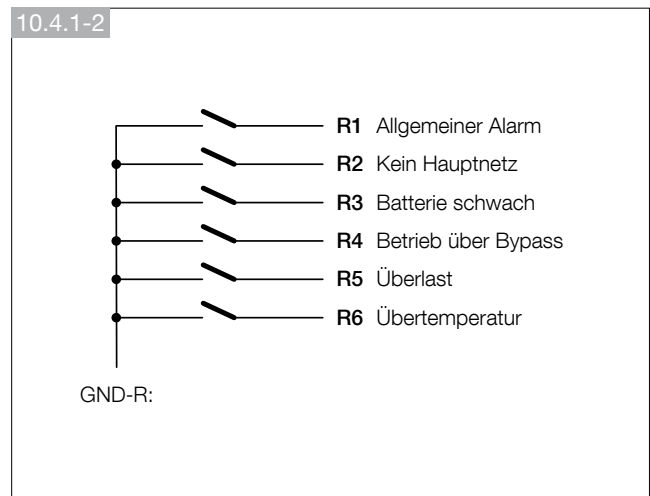 10.4.1-2
R1 Allgemeiner Alarm
R2 Kein Hauptnetz
R3 Batterie schwach
R4 Betrieb über Bypass
R5 Überlast
R6 Übertemperatur
GND-R: